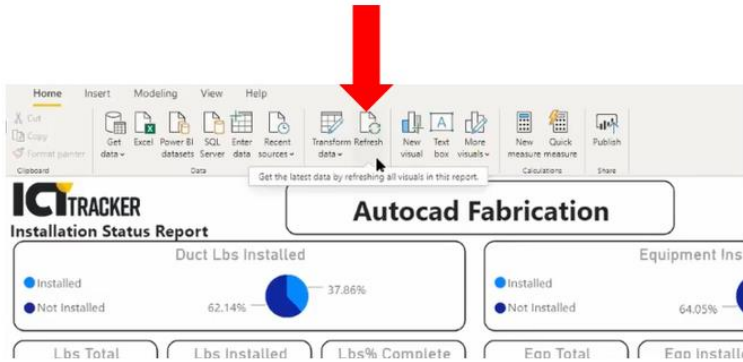 Home Insert Modeling View Help
Cut
Copy
Format painter
Get data
Excel
Power BI datasets
SQL Server
Enter data
Recent sources
Transform data
Refresh
New visual
Text box
More visuals
New measure
Quick measure
Publish
Clipboard
Data
Calculations
Share
Get the latest data by refreshing all visuals in this report.
ICTTRACKER
Installation Status Report
Autocad Fabrication
Duct Lbs Installed
Installed
Not Installed
62.14%
37.86%
Equipment Ins
Installed
Not Installed
64.05%
Lbs Total
Lbs Installed
Lbs% Complete
Eqp Total
Eqp Install